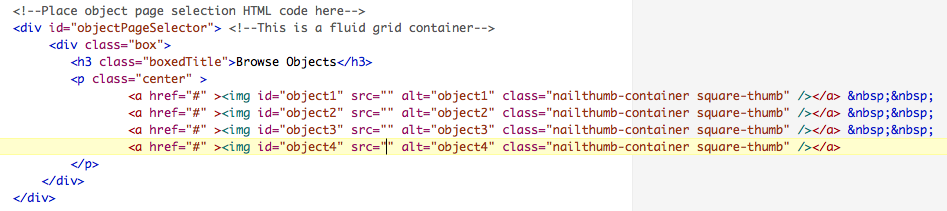 <!--Place object page selection HTML code here-->
<div id="objectPageSelector"> <!--This is a fluid grid container-->
<div class="box">
<h3 class="boxedTitle">Browse Objects</h3>
<p class="center" >
<a href="#" ><img id="object1" src="" alt="object1" class="nailthumb-container square-thumb" /></a> &nbsp;&nbsp;
<a href="#" ><img id="object2" src="" alt="object2" class="nailthumb-container square-thumb" /></a> &nbsp;&nbsp;
<a href="#" ><img id="object3" src="" alt="object3" class="nailthumb-container square-thumb" /></a> &nbsp;&nbsp;
<a href="#" ><img id="object4" src="" alt="object4" class="nailthumb-container square-thumb" /></a>
</p>
</div>
</div>